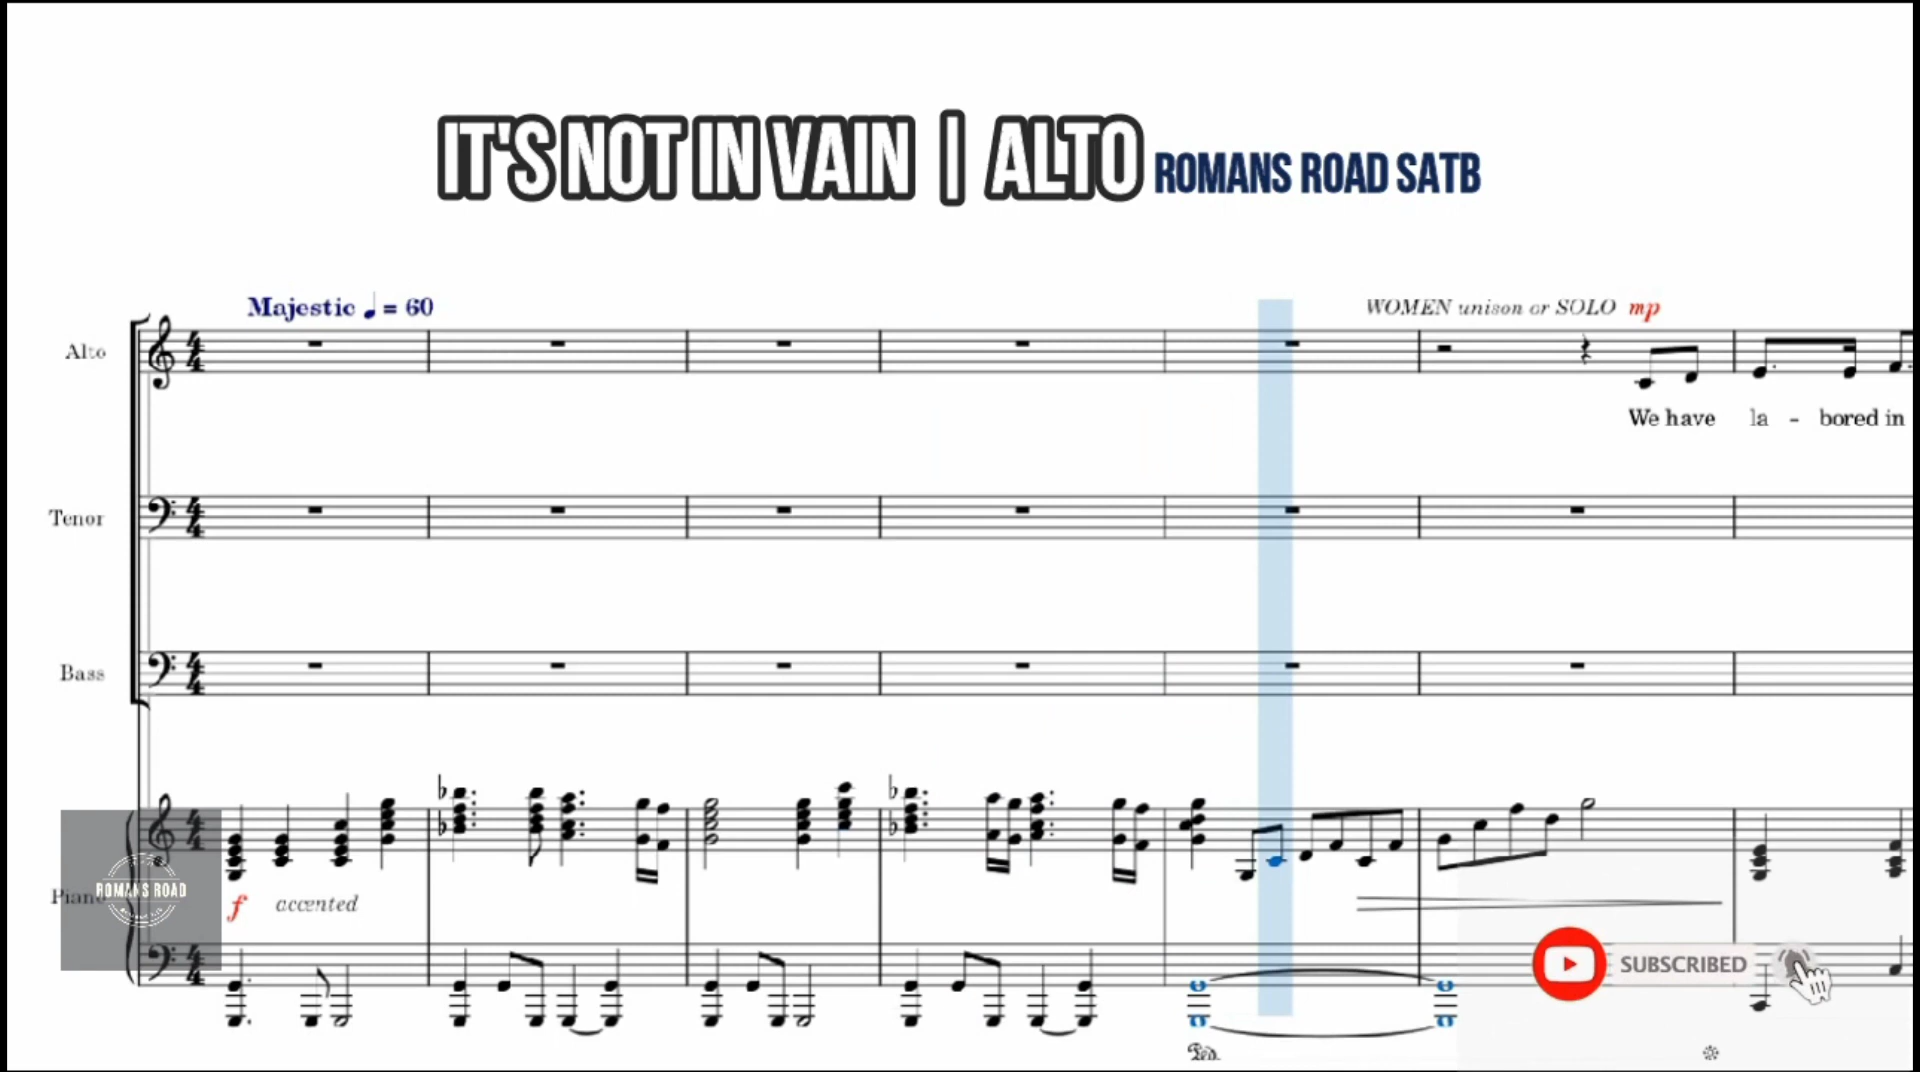 IT'S NOT IN VAIN | ALTO ROMANS ROAD SATB
Majestic ♩ = 60
WOMEN unison or SOLO mp
Alto
We have la - bored in
Tenor
Bass
Piano
ROMANS ROAD
f accented
SUBSCRIBED
Ped.